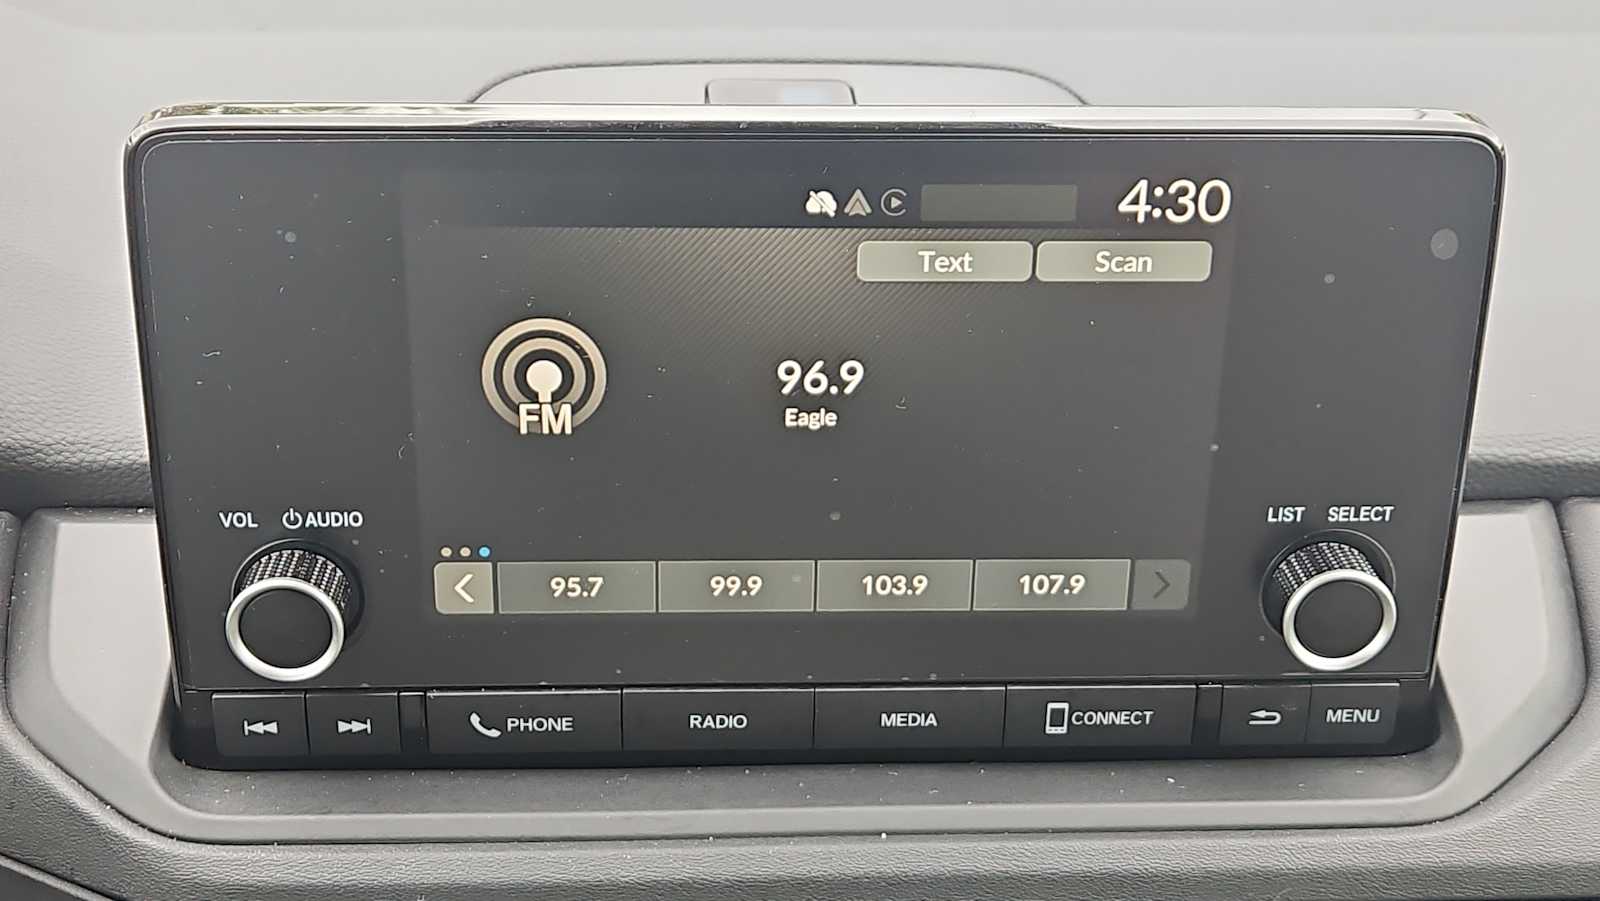 4:30
Text Scan
96.9
FM
Eagle
VOL AUDIO
LIST SELECT
95.7 99.9 103.9 107.9
PHONE RADIO MEDIA CONNECT MENU